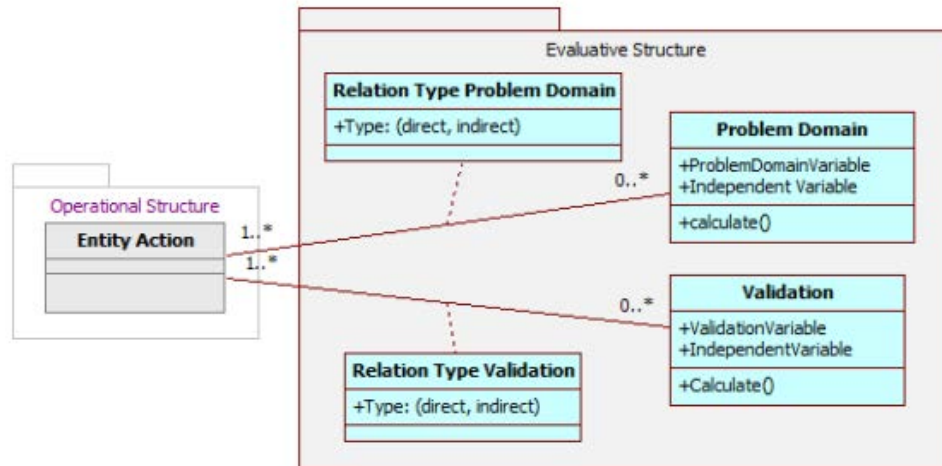 Evaluative Structure
Relation Type Problem Domain
+Type: (direct, indirect)
Problem Domain
+ProblemDomainVariable
+Independent Variable
+calculate()
0..*
Operational Structure
Entity Action
1..*
1..*
0..*
Validation
+ValidationVariable
+IndependentVariable
+Calculate()
Relation Type Validation
+Type: (direct, indirect)